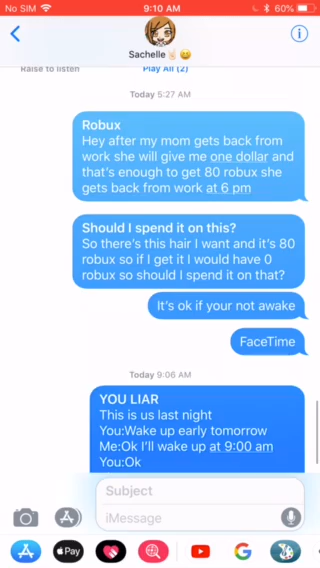 No SIM 9:10 AM 60%
Sachelle✌🏻😄
Raise to listen Play All (2)
Today 5:27 AM
Robux
Hey after my mom gets back from
work she will give me one dollar and
that's enough to get 80 robux she
gets back from work at 6 pm
Should I spend it on this?
So there's this hair I want and it's 80
robux so if I get it I would have 0
robux so should I spend it on that?
It's ok if your not awake
FaceTime
Today 9:06 AM
YOU LIAR
This is us last night
You:Wake up early tomorrow
Me:Ok I'll wake up at 9:00 am
You:Ok
Subject
iMessage
Pay